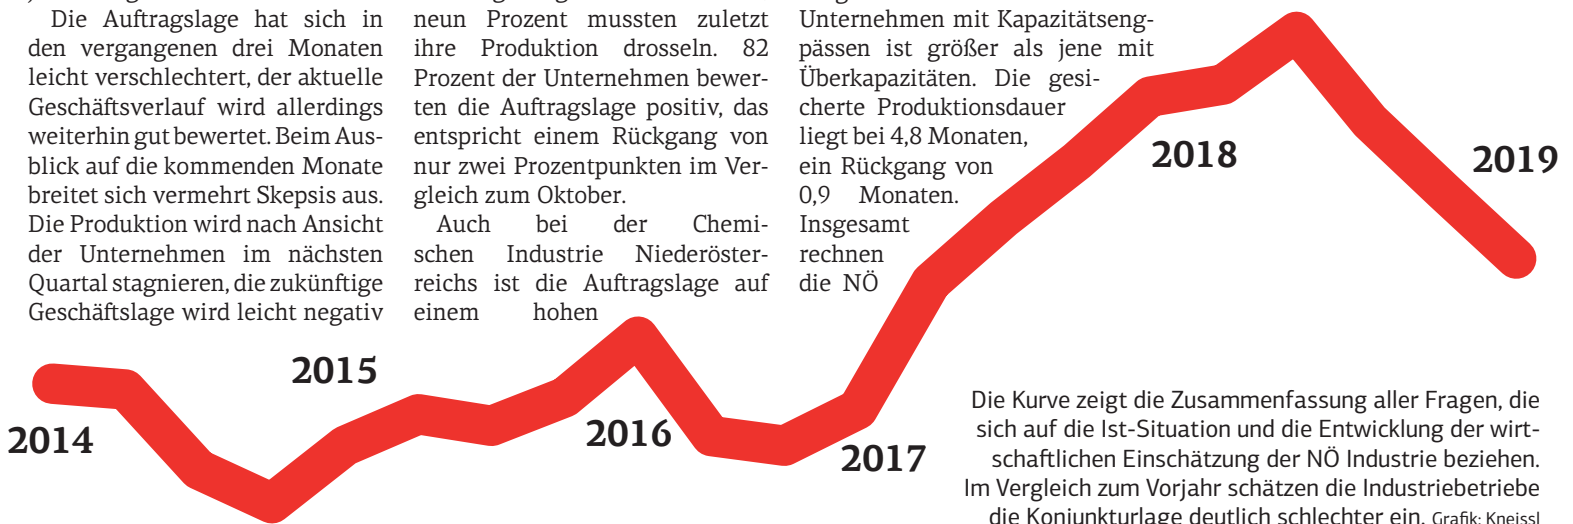 Die Auftragslage hat sich in
den vergangenen drei Monaten
leicht verschlechtert, der aktuelle
Geschäftsverlauf wird allerdings
weiterhin gut bewertet. Beim Aus-
blick auf die kommenden Monate
breitet sich vermehrt Skepsis aus.
Die Produktion wird nach Ansicht
der Unternehmen im nächsten
Quartal stagnieren, die zukünftige
Geschäftslage wird leicht negativ
neun Prozent mussten zuletzt
ihre Produktion drosseln. 82
Prozent der Unternehmen bewer-
ten die Auftragslage positiv, das
entspricht einem Rückgang von
nur zwei Prozentpunkten im Ver-
gleich zum Oktober.
Auch bei der Chemi-
schen Industrie Niederöster-
reichs ist die Auftragslage auf
einem hohen
Unternehmen mit Kapazitätseng-
pässen ist größer als jene mit
Überkapazitäten. Die gesi-
cherte Produktionsdauer
liegt bei 4,8 Monaten,
ein Rückgang von
0,9 Monaten.
Insgesamt
rechnen
die NÖ
2014
2015
2016
2017
2018
2019
Die Kurve zeigt die Zusammenfassung aller Fragen, die
sich auf die Ist-Situation und die Entwicklung der wirt-
schaftlichen Einschätzung der NÖ Industrie beziehen.
Im Vergleich zum Vorjahr schätzen die Industriebetriebe
die Konjunkturlage deutlich schlechter ein. Grafik: Kneissl